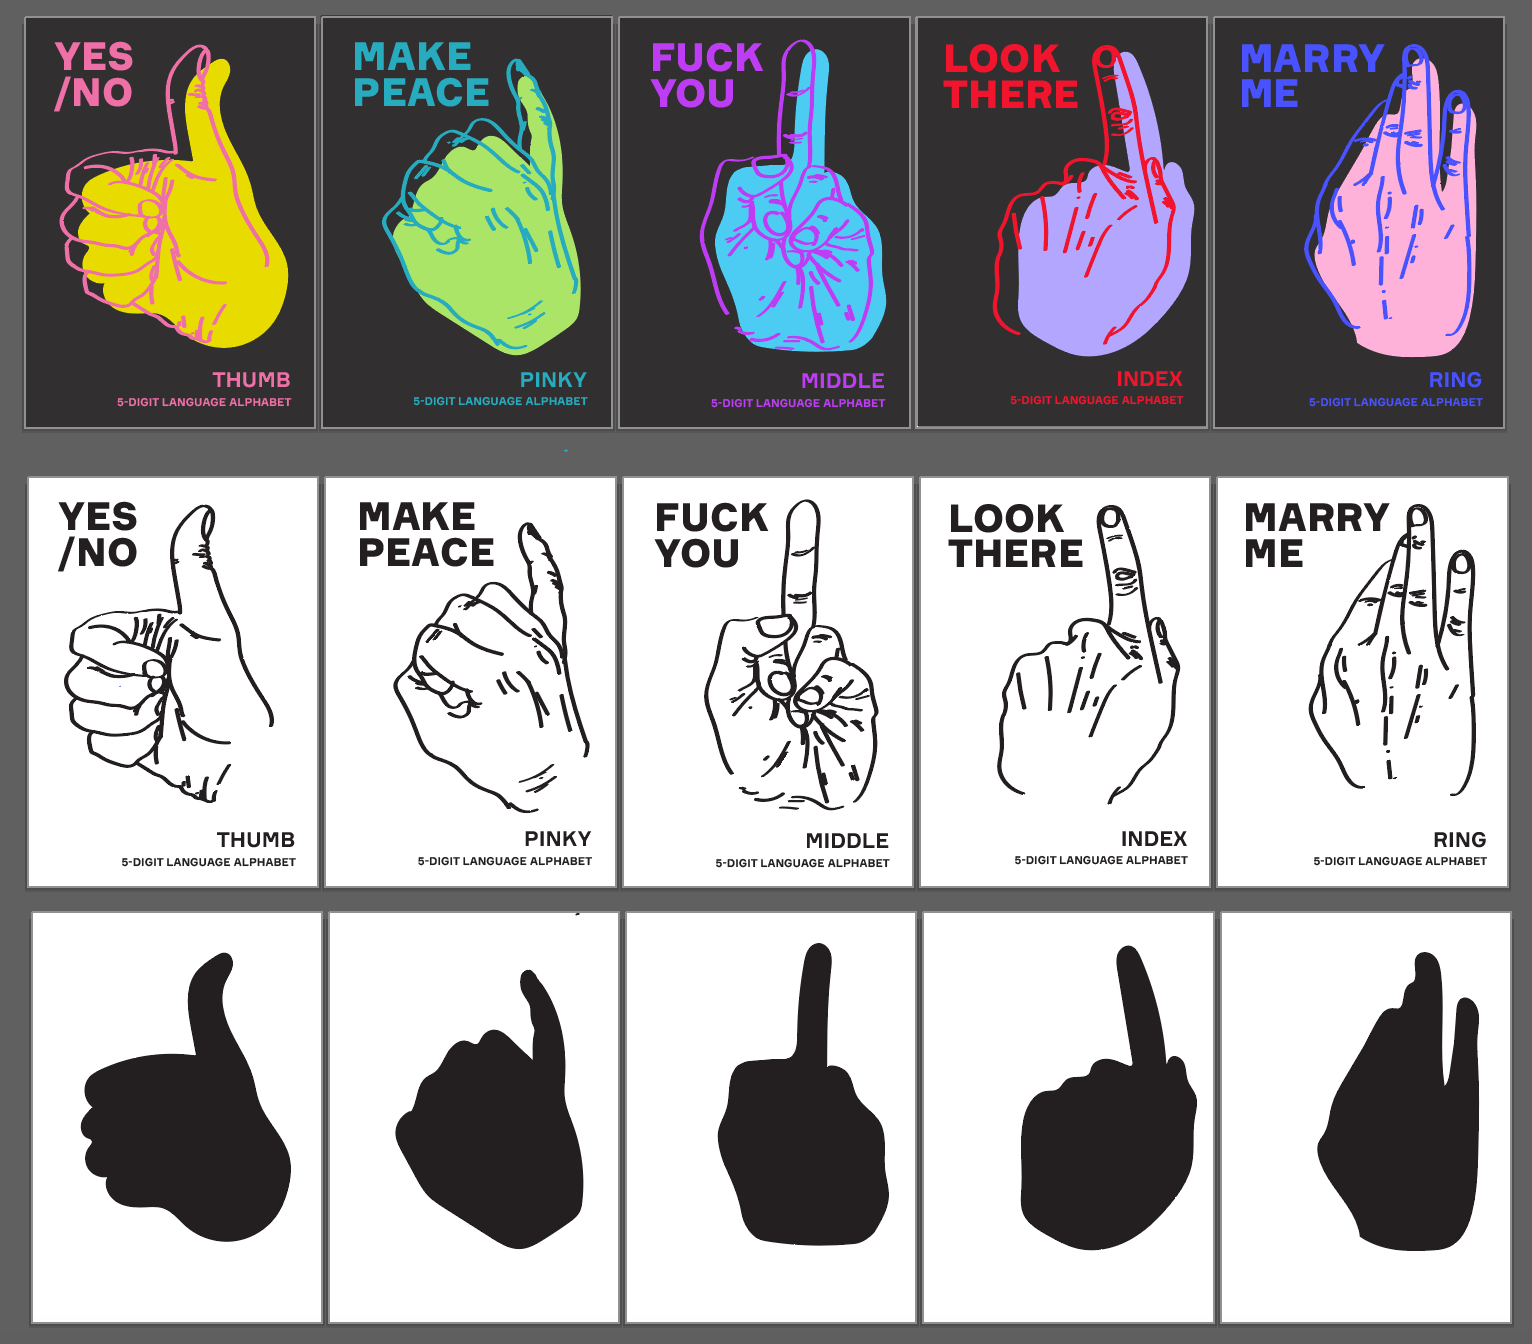 YES
/NO
THUMB
5-DIGIT LANGUAGE ALPHABET
MAKE
PEACE
PINKY
5-DIGIT LANGUAGE ALPHABET
FUCK
YOU
MIDDLE
5-DIGIT LANGUAGE ALPHABET
LOOK
THERE
INDEX
5-DIGIT LANGUAGE ALPHABET
MARRY
ME
RING
5-DIGIT LANGUAGE ALPHABET
YES
/NO
THUMB
5-DIGIT LANGUAGE ALPHABET
MAKE
PEACE
PINKY
5-DIGIT LANGUAGE ALPHABET
FUCK
YOU
MIDDLE
5-DIGIT LANGUAGE ALPHABET
LOOK
THERE
INDEX
5-DIGIT LANGUAGE ALPHABET
MARRY
ME
RING
5-DIGIT LANGUAGE ALPHABET